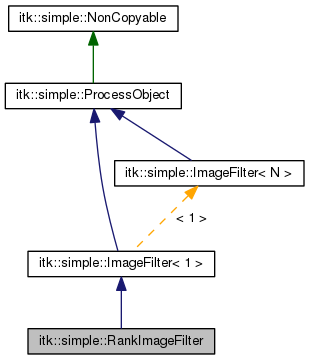 itk::simple::NonCopyable
itk::simple::ProcessObject
itk::simple::ImageFilter< N >
< 1 >
itk::simple::ImageFilter< 1 >
itk::simple::RankImageFilter